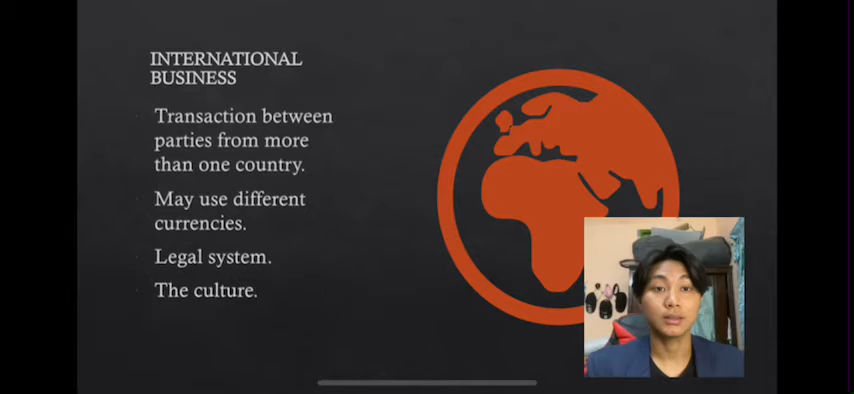 INTERNATIONAL
BUSINESS
Transaction between
parties from more
than one country.
May use different
currencies.
Legal system.
The culture.